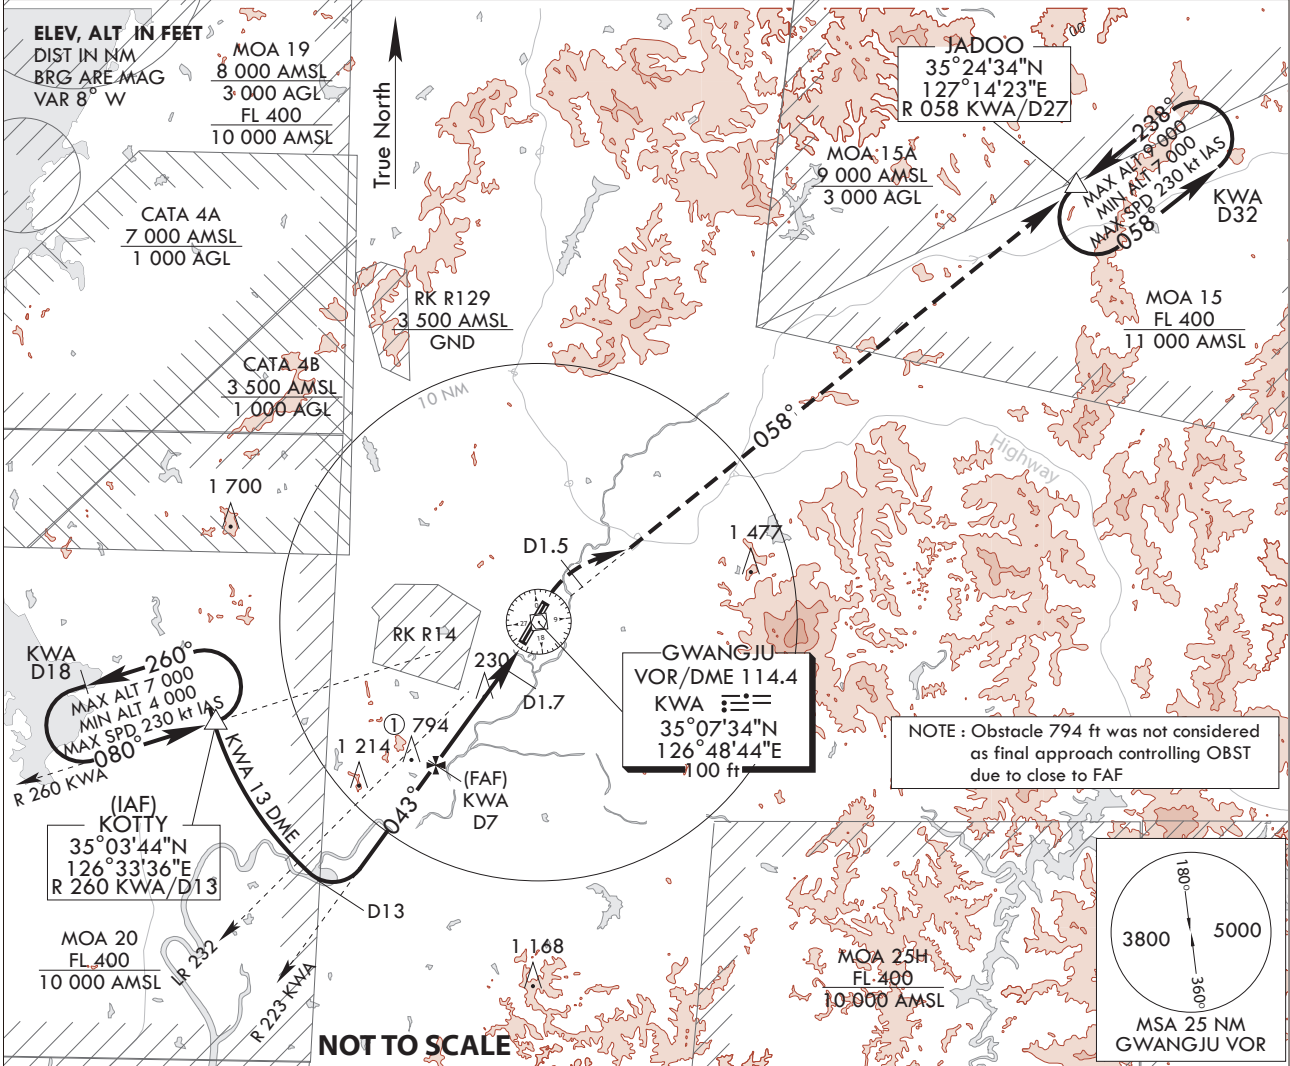 ELEV, ALT IN FEET
DIST IN NM
BRG ARE MAG
VAR 8° W
MOA 19
8 000 AMSL
3 000 AGL
FL 400
10 000 AMSL
True North
JADOO
35°24'34"N
127°14'23"E
R 058 KWA/D27
00
238°
MAX ALT 9 000
MIN ALT 7 000
MAX SPD 230 kt IAS
058°
KWA
D32
MOA 15A
9 000 AMSL
3 000 AGL
CATA 4A
7 000 AMSL
1 000 AGL
RK R129
3 500 AMSL
GND
MOA 15
FL 400
11 000 AMSL
CATA 4B
3 500 AMSL
1 000 AGL
10 NM
058°
Highway
1 700
D1.5
1 477
RK R14
27
9
18
KWA
D18
260°
MAX ALT 7 000
MIN ALT 4 000
MAX SPD 230 kt IAS
080°
R 260 KWA
230
D1.7
GWANGJU
VOR/DME 114.4
KWA
35°07'34"N
126°48'44"E
100 ft
1 794
1 214
NOTE : Obstacle 794 ft was not considered
as final approach controlling OBST
due to close to FAF
KWA 13 DME
(FAF)
KWA
D7
043°
(IAF)
KOTTY
35°03'44"N
126°33'36"E
R 260 KWA/D13
D13
MOA 20
FL 400
10 000 AMSL
LR 232
R 223 KWA
1 168
MOA 25H
FL 400
10 000 AMSL
180°
3800
5000
360°
MSA 25 NM
GWANGJU VOR
NOT TO SCALE